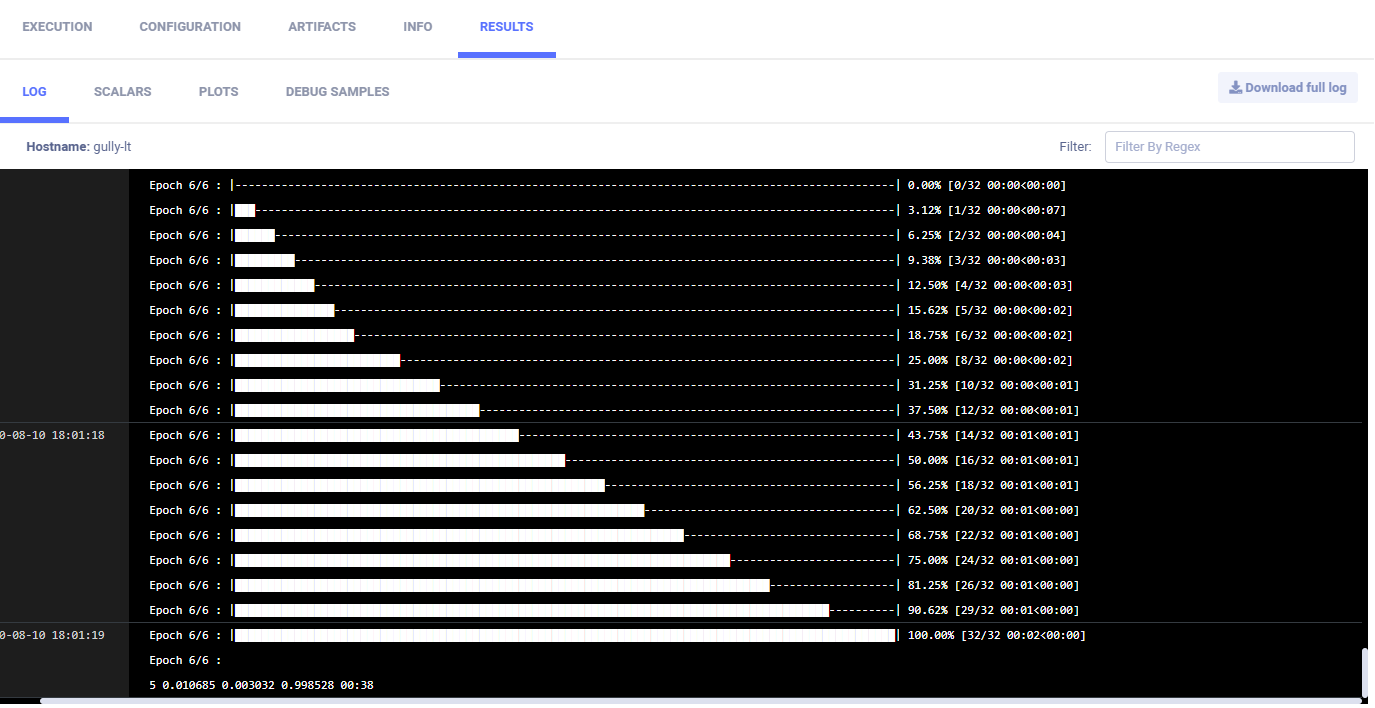 EXECUTION CONFIGURATION ARTIFACTS INFO RESULTS
LOG SCALARS PLOTS DEBUG SAMPLES Download full log
Hostname: gully-lt Filter: Filter By Regex
Epoch 6/6 : |----------------------------------------------------------------------------------------------------| 0.00% [0/32 00:00<00:00]
Epoch 6/6 : |███-------------------------------------------------------------------------------------------------| 3.12% [1/32 00:00<00:07]
Epoch 6/6 : |██████----------------------------------------------------------------------------------------------| 6.25% [2/32 00:00<00:04]
Epoch 6/6 : |█████████-------------------------------------------------------------------------------------------| 9.38% [3/32 00:00<00:03]
Epoch 6/6 : |████████████----------------------------------------------------------------------------------------| 12.50% [4/32 00:00<00:03]
Epoch 6/6 : |███████████████-------------------------------------------------------------------------------------| 15.62% [5/32 00:00<00:02]
Epoch 6/6 : |██████████████████----------------------------------------------------------------------------------| 18.75% [6/32 00:00<00:02]
Epoch 6/6 : |█████████████████████████---------------------------------------------------------------------------| 25.00% [8/32 00:00<00:02]
Epoch 6/6 : |███████████████████████████████---------------------------------------------------------------------| 31.25% [10/32 00:00<00:01]
Epoch 6/6 : |█████████████████████████████████████---------------------------------------------------------------| 37.50% [12/32 00:00<00:01]
0-08-10 18:01:18 Epoch 6/6 : |███████████████████████████████████████████---------------------------------------------------------| 43.75% [14/32 00:01<00:01]
Epoch 6/6 : |██████████████████████████████████████████████████--------------------------------------------------| 50.00% [16/32 00:01<00:01]
Epoch 6/6 : |████████████████████████████████████████████████████████--------------------------------------------| 56.25% [18/32 00:01<00:01]
Epoch 6/6 : |██████████████████████████████████████████████████████████████--------------------------------------| 62.50% [20/32 00:01<00:00]
Epoch 6/6 : |████████████████████████████████████████████████████████████████████--------------------------------| 68.75% [22/32 00:01<00:00]
Epoch 6/6 : |███████████████████████████████████████████████████████████████████████████-------------------------| 75.00% [24/32 00:01<00:00]
Epoch 6/6 : |█████████████████████████████████████████████████████████████████████████████████-------------------| 81.25% [26/32 00:01<00:00]
Epoch 6/6 : |██████████████████████████████████████████████████████████████████████████████████████████----------| 90.62% [29/32 00:01<00:00]
0-08-10 18:01:19 Epoch 6/6 : |████████████████████████████████████████████████████████████████████████████████████████████████████| 100.00% [32/32 00:02<00:00]
Epoch 6/6 :
5 0.010685 0.003032 0.998528 00:38